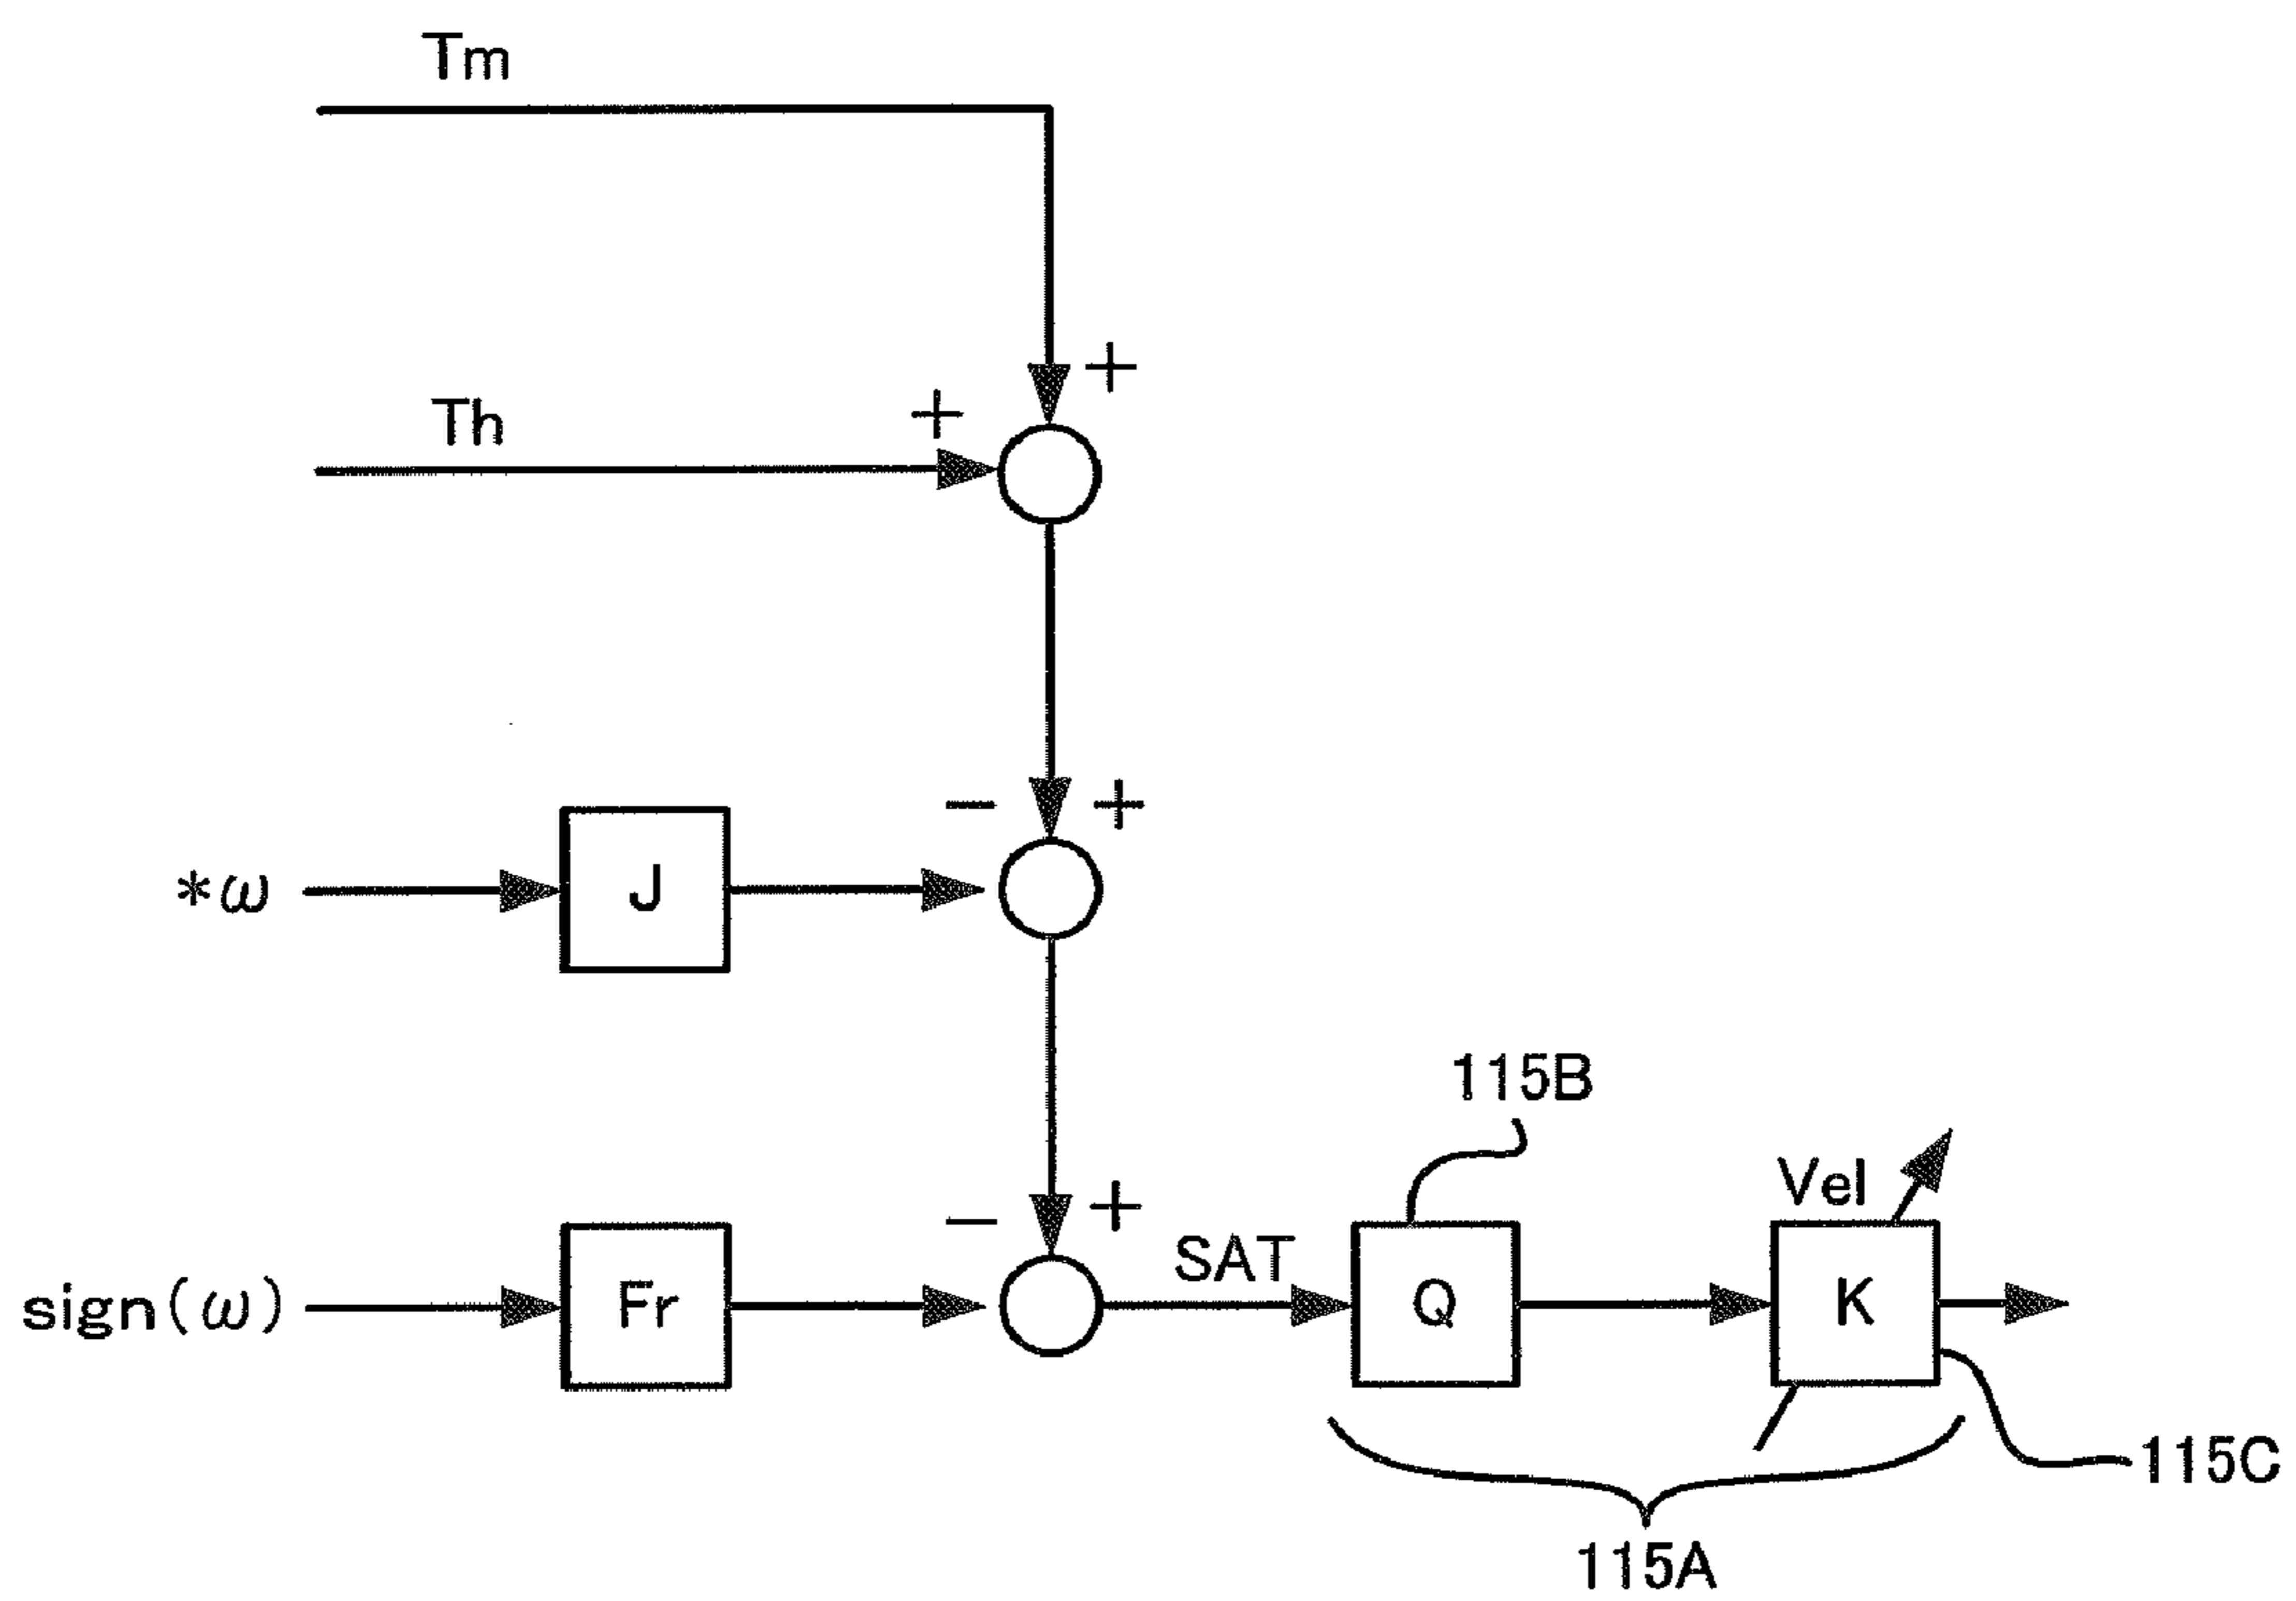 Tm
+
Th
+
*ω
J
−
+
115B
Vel
sign(ω)
Fr
−
+
SAT
Q
K
115C
115A